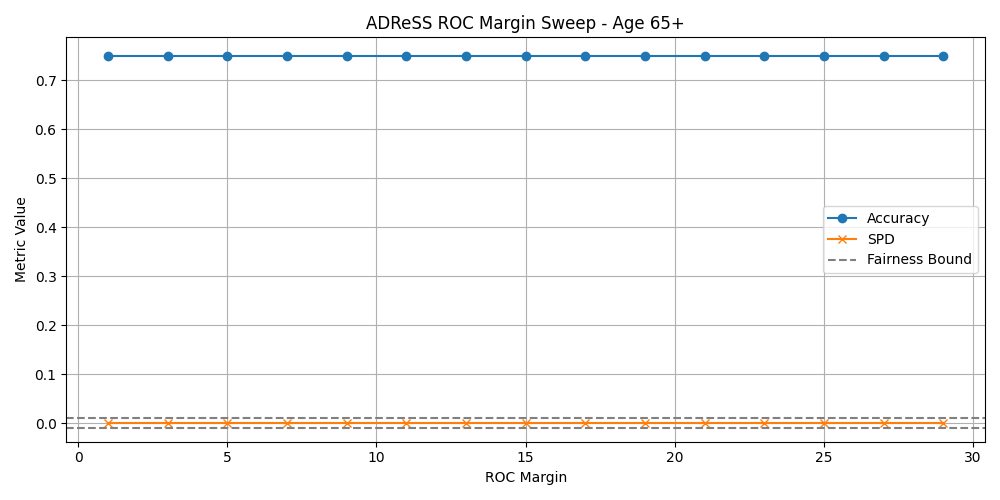 ADReSS ROC Margin Sweep - Age 65+
Metric Value
0.7
0.6
0.5
0.4
0.3
0.2
0.1
0.0
Accuracy
SPD
Fairness Bound
0 5 10 15 20 25 30
ROC Margin